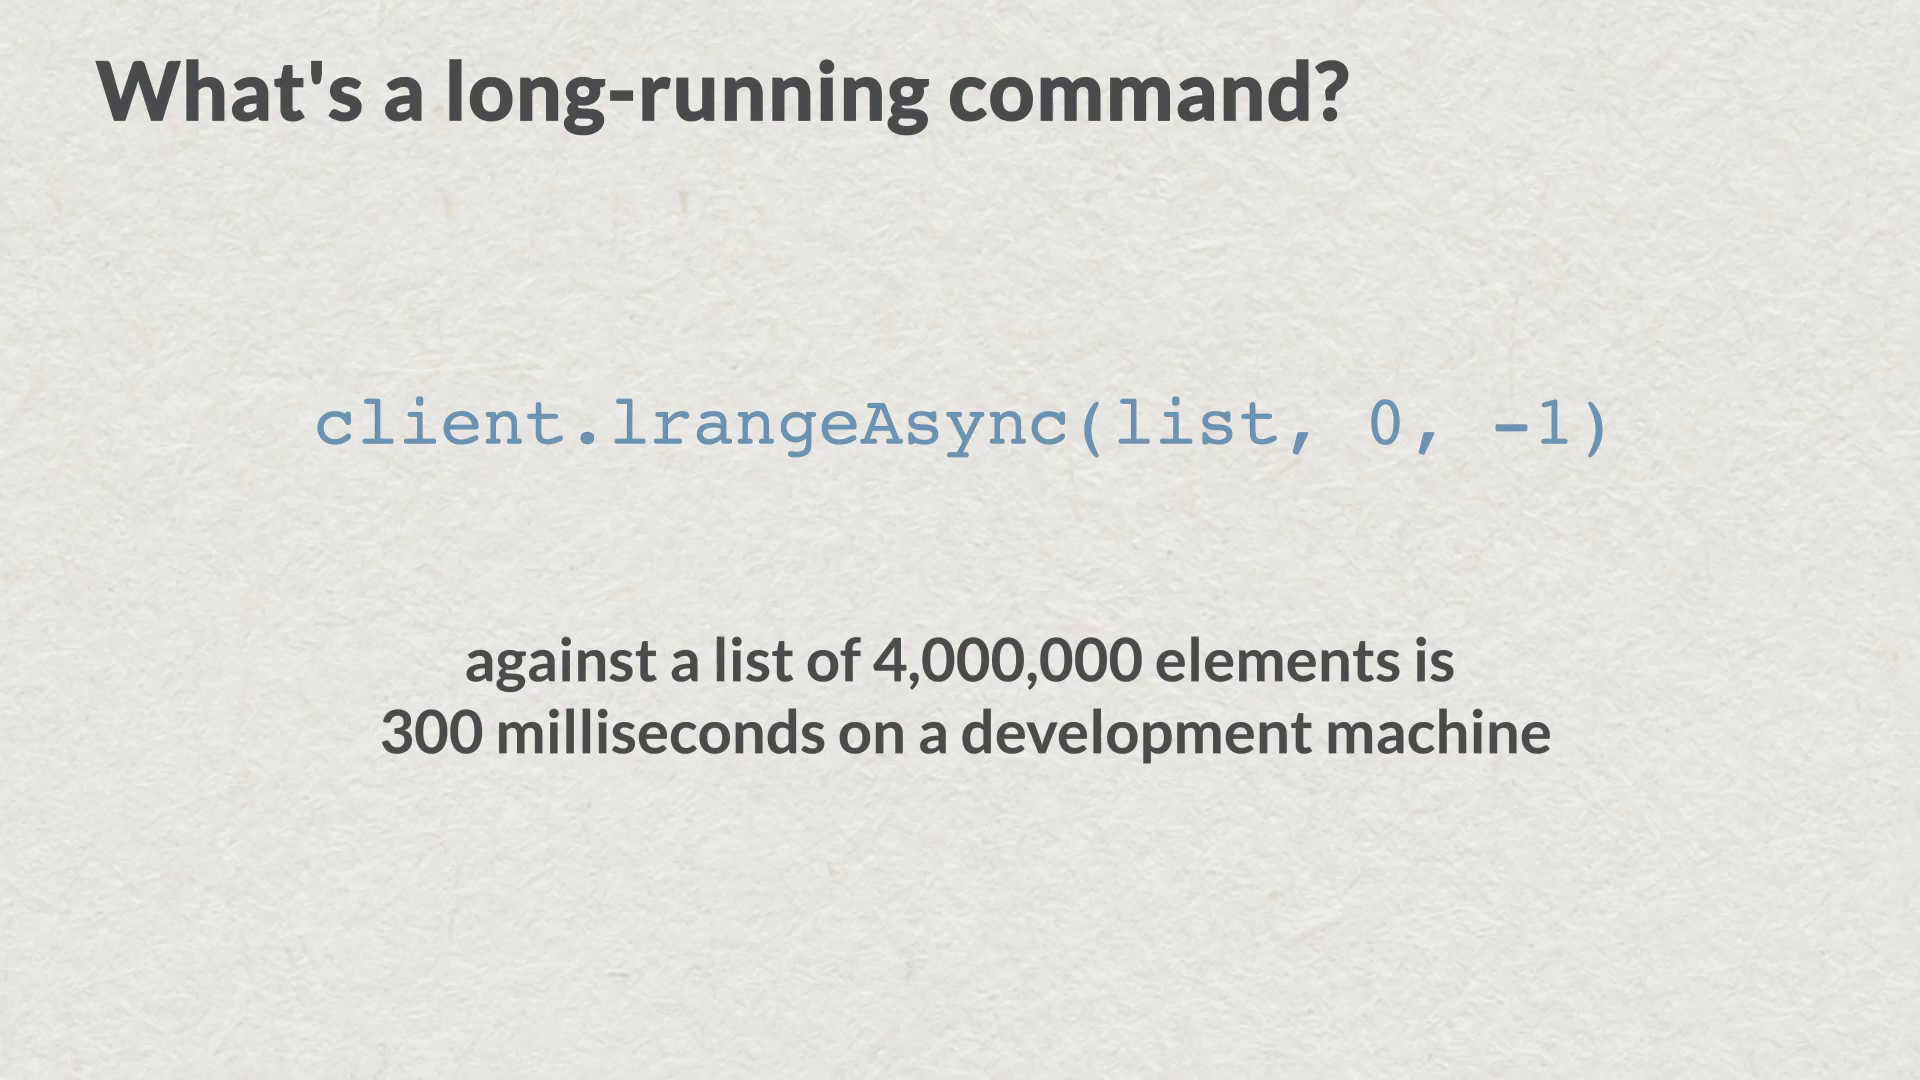 What's a long-running command?
client.lrangeAsync(list, 0, -1)
against a list of 4,000,000 elements is
300 milliseconds on a development machine